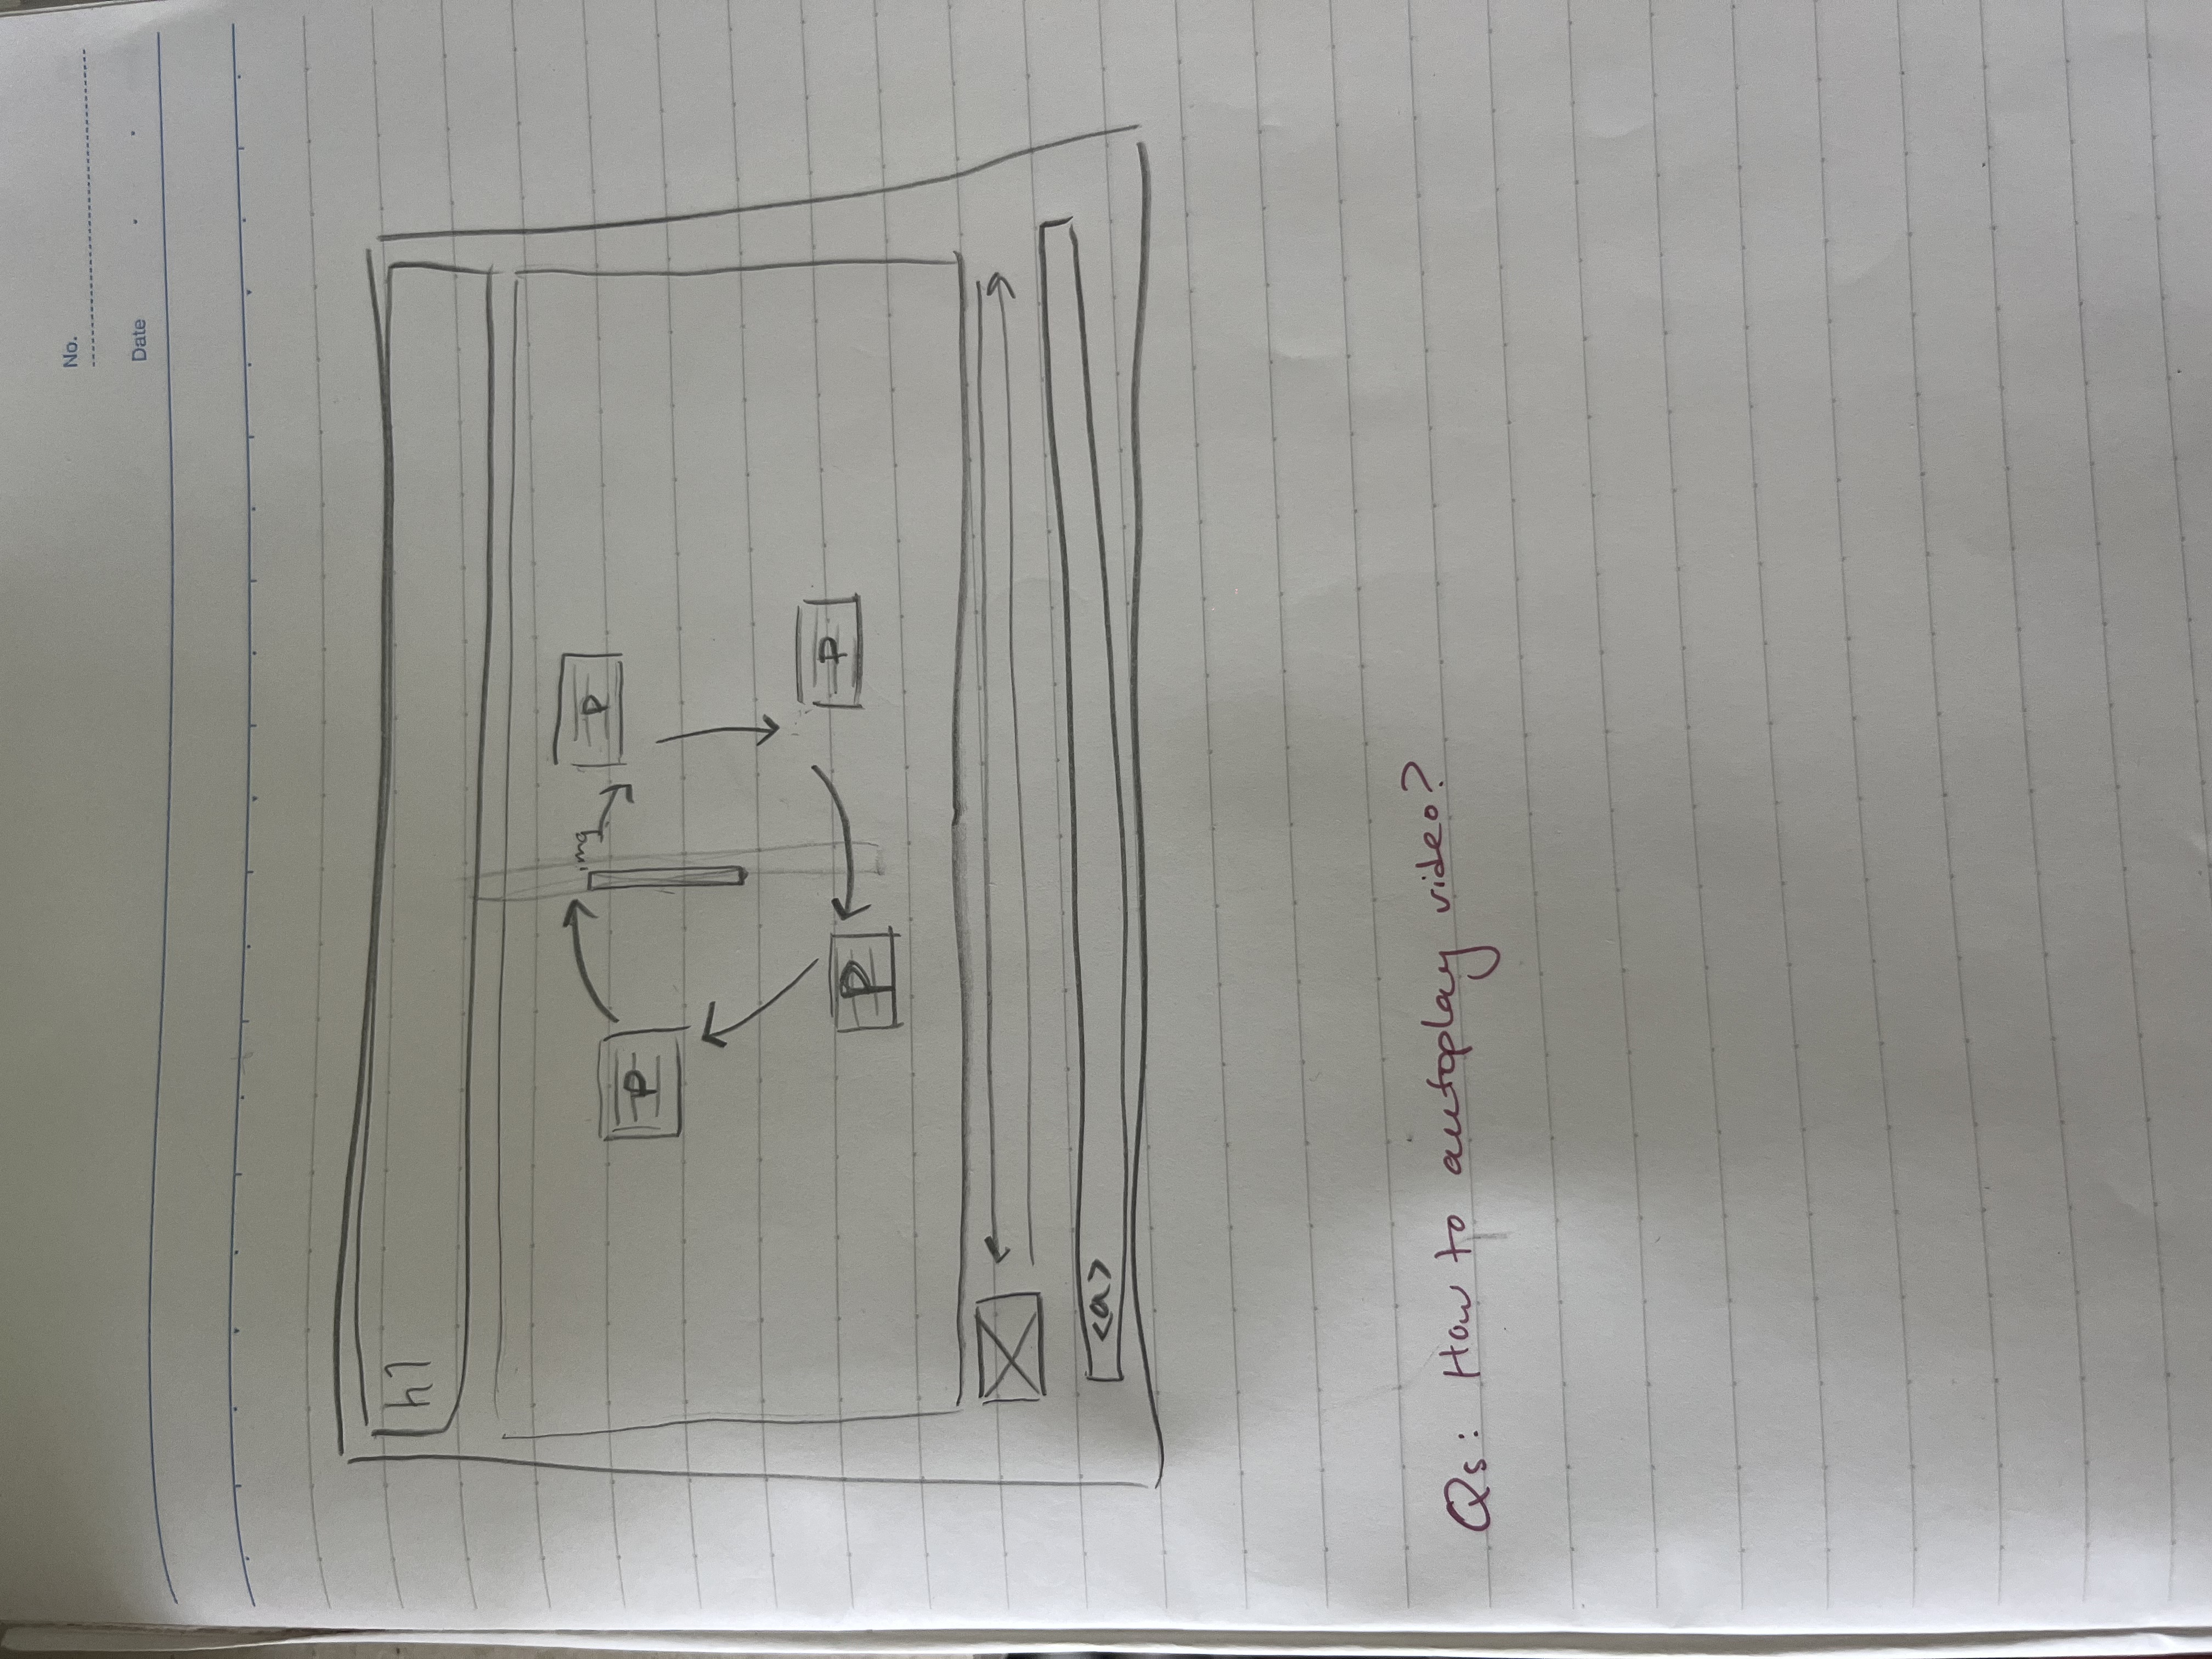 No.
Date
h1
img
P
P
P
P
<a>
Qs: How to autoplay video?